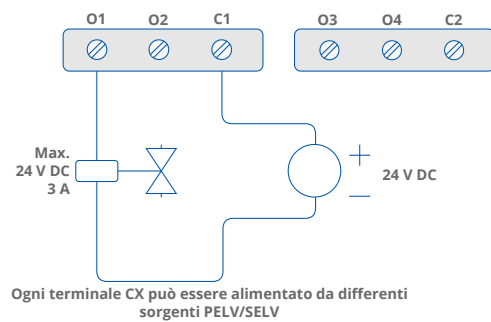 O1 O2 C1 O3 O4 C2
Max.
24 V DC
3 A
24 V DC
Ogni terminale CX può essere alimentato da differenti
sorgenti PELV/SELV